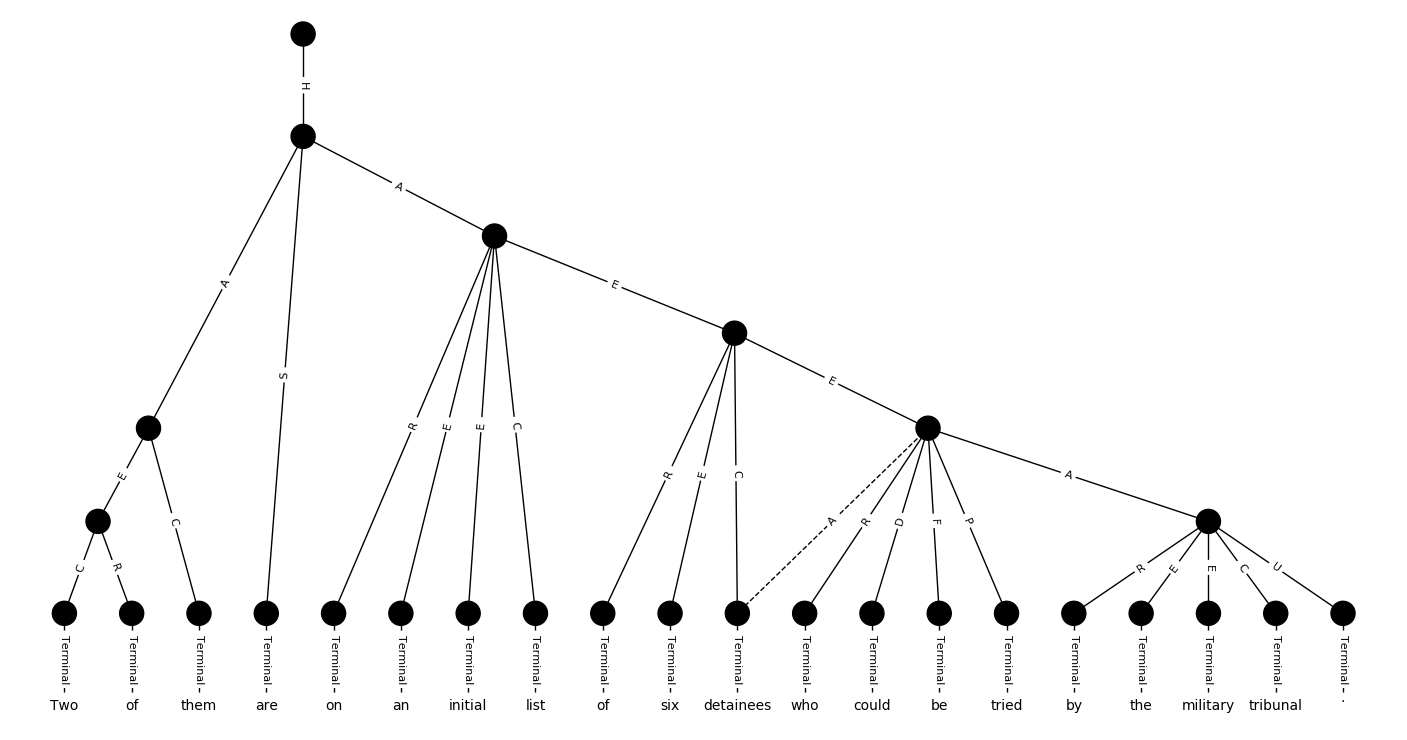 H
A
A
E
S
E
E
C
R
E
E
C
R
E
C
A
R
D
F
P
A
C
R
R
E
E
C
U
Terminal Terminal Terminal Terminal Terminal Terminal Terminal Terminal Terminal Terminal Terminal Terminal Terminal Terminal Terminal Terminal Terminal Terminal Terminal Terminal
Two of them are on an initial list of six detainees who could be tried by the military tribunal .